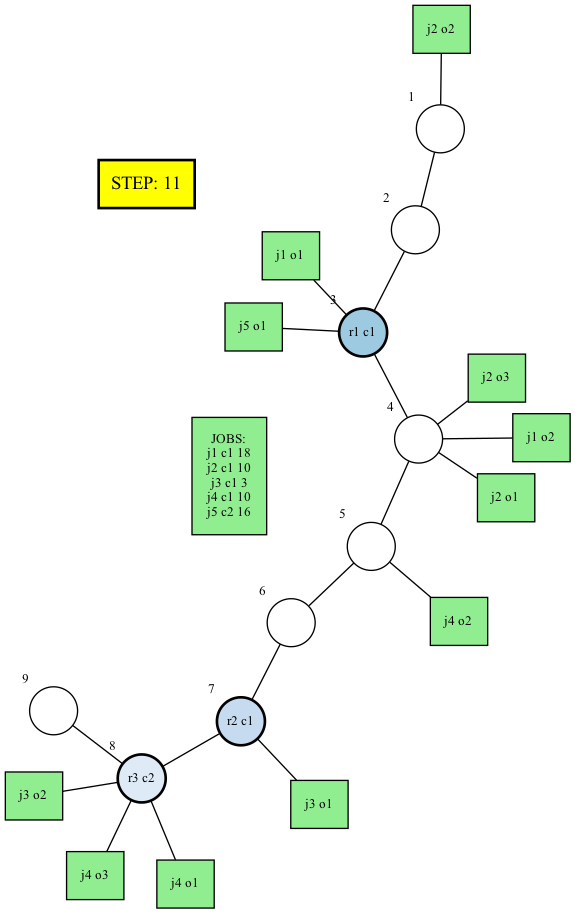 j2 o2
1
STEP: 11
2
j1 o1
3
j5 o1
r1 c1
j2 o3
4
j1 o2
JOBS:
j1 c1 18
j2 c1 10
j3 c1 3
j4 c1 10
j5 c2 16
j2 o1
5
6
j4 o2
9
7
r2 c1
8
r3 c2
j3 o2
j3 o1
j4 o3
j4 o1